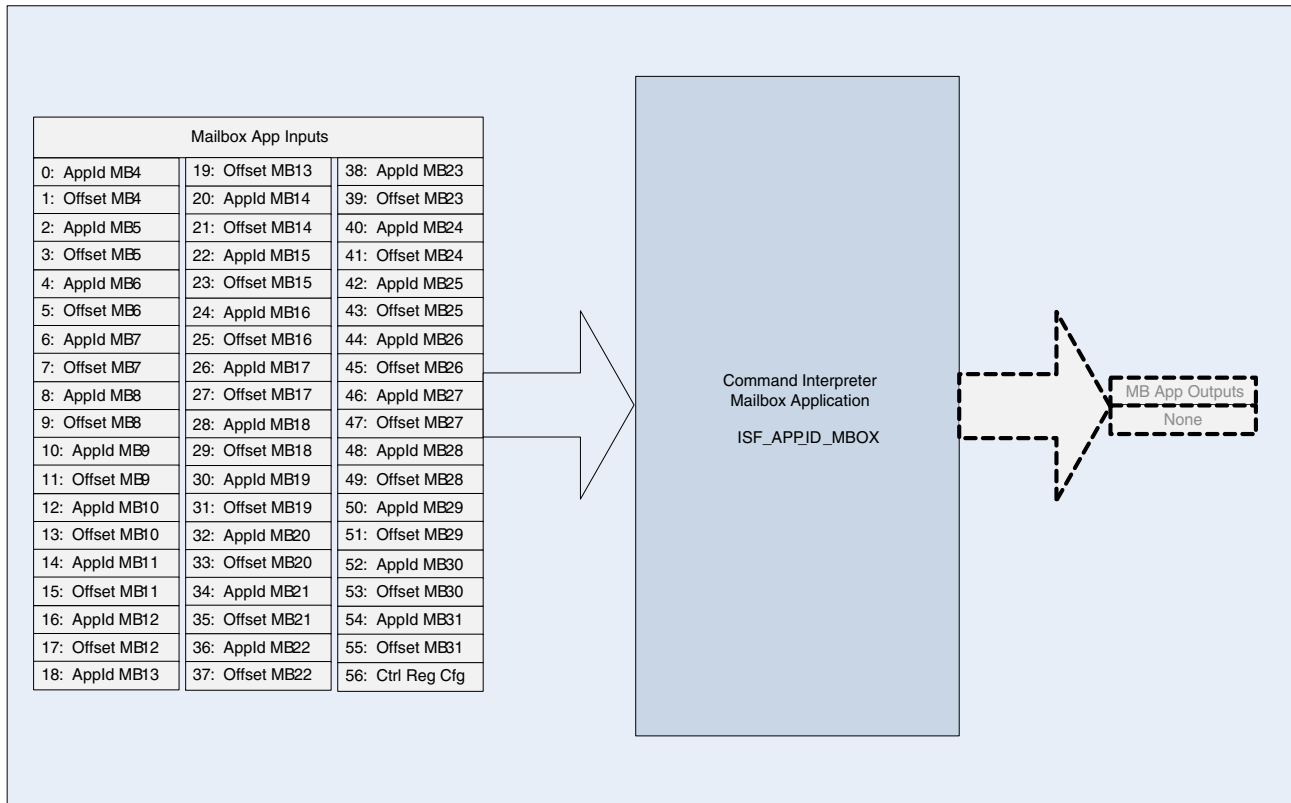 Mailbox App Inputs
0: AppId MB4
1: Offset MB4
2: AppId MB5
3: Offset MB5
4: AppId MB6
5: Offset MB6
6: AppId MB7
7: Offset MB7
8: AppId MB8
9: Offset MB8
10: AppId MB9
11: Offset MB9
12: AppId MB10
13: Offset MB10
14: AppId MB11
15: Offset MB11
16: AppId MB12
17: Offset MB12
18: AppId MB13
19: Offset MB13
20: AppId MB14
21: Offset MB14
22: AppId MB15
23: Offset MB15
24: AppId MB16
25: Offset MB16
26: AppId MB17
27: Offset MB17
28: AppId MB18
29: Offset MB18
30: AppId MB19
31: Offset MB19
32: AppId MB20
33: Offset MB20
34: AppId MB21
35: Offset MB21
36: AppId MB22
37: Offset MB22
38: AppId MB23
39: Offset MB23
40: AppId MB24
41: Offset MB24
42: AppId MB25
43: Offset MB25
44: AppId MB26
45: Offset MB26
46: AppId MB27
47: Offset MB27
48: AppId MB28
49: Offset MB28
50: AppId MB29
51: Offset MB29
52: AppId MB30
53: Offset MB30
54: AppId MB31
55: Offset MB31
56: Ctrl Reg Cfg
Command Interpreter
Mailbox Application
ISF_APP_ID_MBOX
MB App Outputs
None